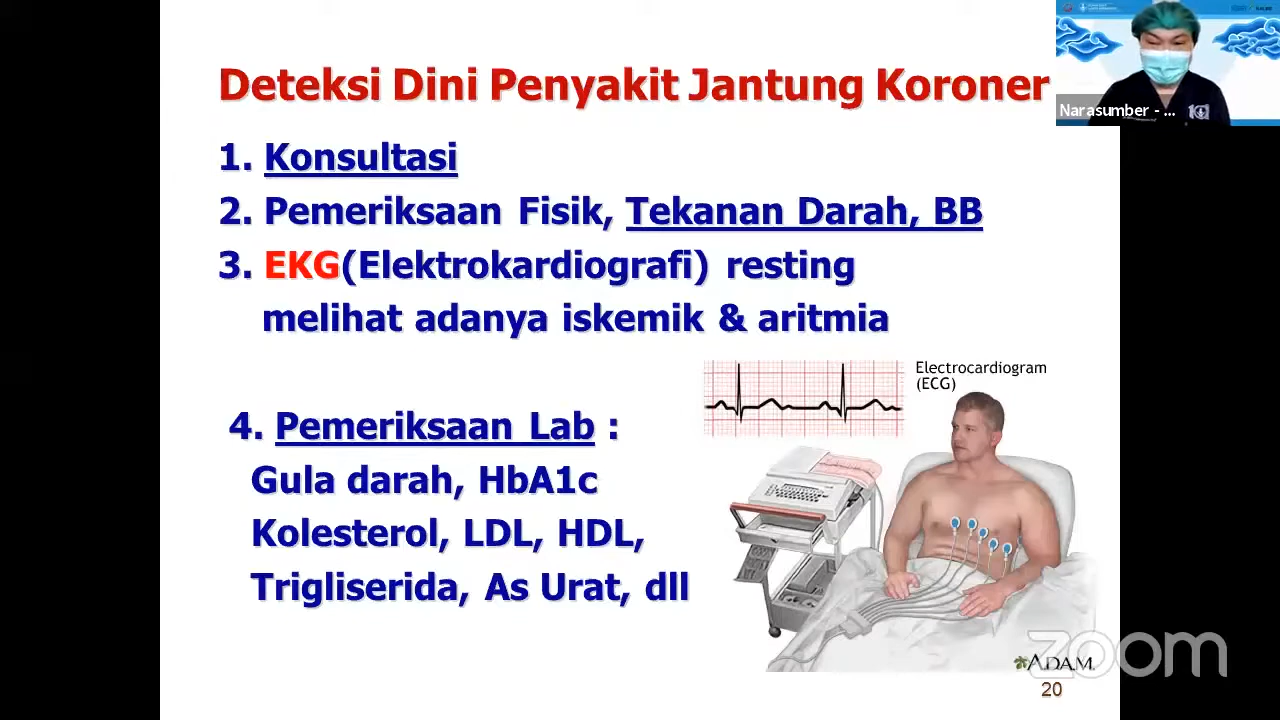 Deteksi Dini Penyakit Jantung Koroner
Narasumber - ...
1. Konsultasi
2. Pemeriksaan Fisik, Tekanan Darah, BB
3. EKG(Elektrokardiografi) resting
melihat adanya iskemik & aritmia
Electrocardiogram
(ECG)
4. Pemeriksaan Lab :
Gula darah, HbA1c
Kolesterol, LDL, HDL,
Trigliserida, As Urat, dll
zoom
A.D.A.M.
20